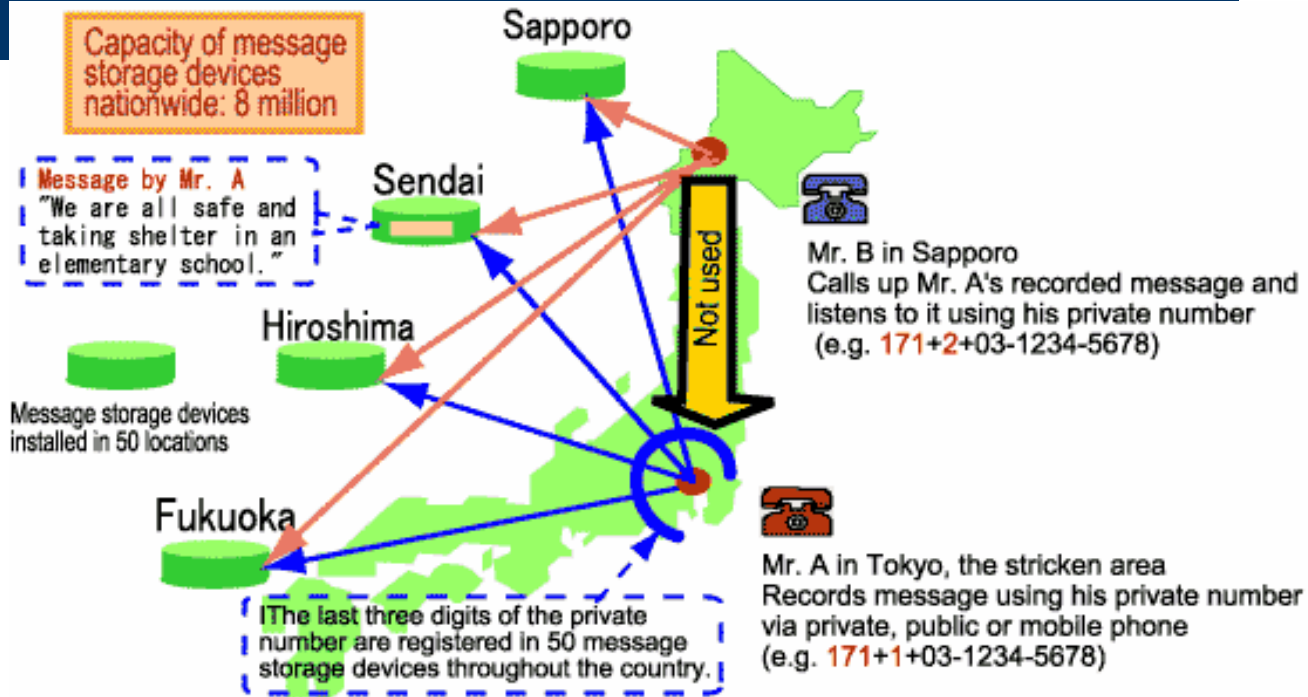 Capacity of message
storage devices
nationwide: 8 million
Sapporo
Message by Mr. A
"We are all safe and
taking shelter in an
elementary school."
Sendai
Not used
Mr. B in Sapporo
Calls up Mr. A's recorded message and
listens to it using his private number
(e.g. 171+2+03-1234-5678)
Hiroshima
Message storage devices
installed in 50 locations
Fukuoka
lThe last three digits of the private
number are registered in 50 message
storage devices throughout the country.
Mr. A in Tokyo, the stricken area
Records message using his private number
via private, public or mobile phone
(e.g. 171+1+03-1234-5678)